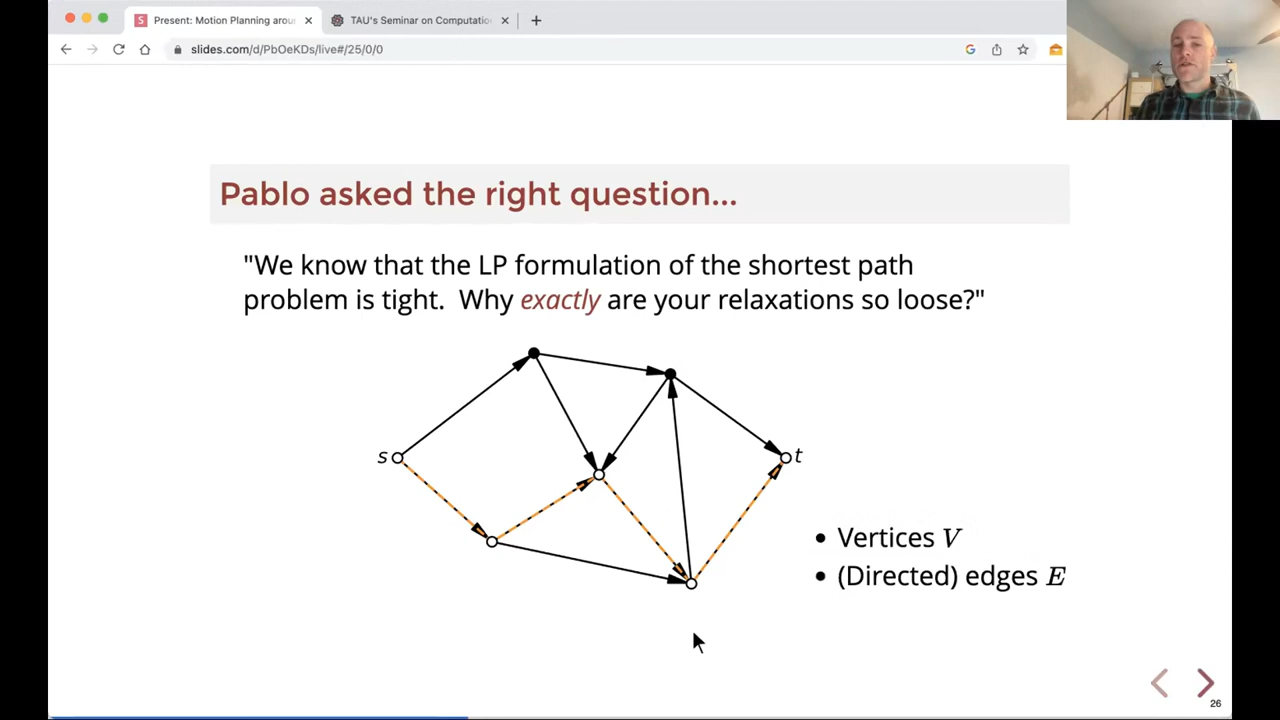 Present: Motion Planning arou
TAU's Seminar on Computatio
slides.com/d/PbOeKDs/live#/25/0/0
Pablo asked the right question...
"We know that the LP formulation of the shortest path
problem is tight. Why exactly are your relaxations so loose?"
s
t
• Vertices V
• (Directed) edges E
26